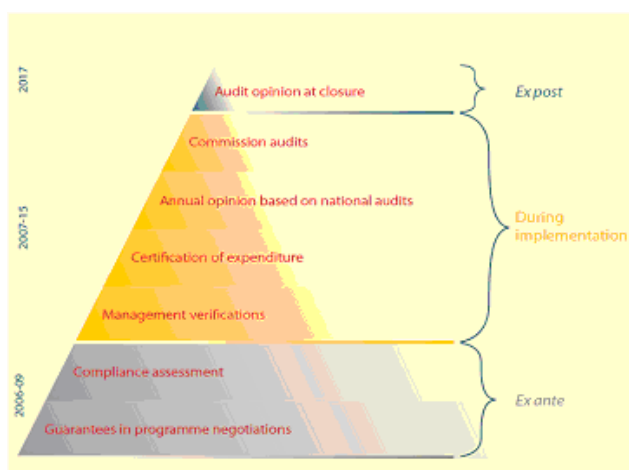 2017
Audit opinion at closure
Ex post
Commission audits
Annual opinion based on national audits
2007-15
During
implementation
Certification of expenditure
Management verifications
Compliance assessment
2006-09
Ex ante
Guarantees in programme negotiations